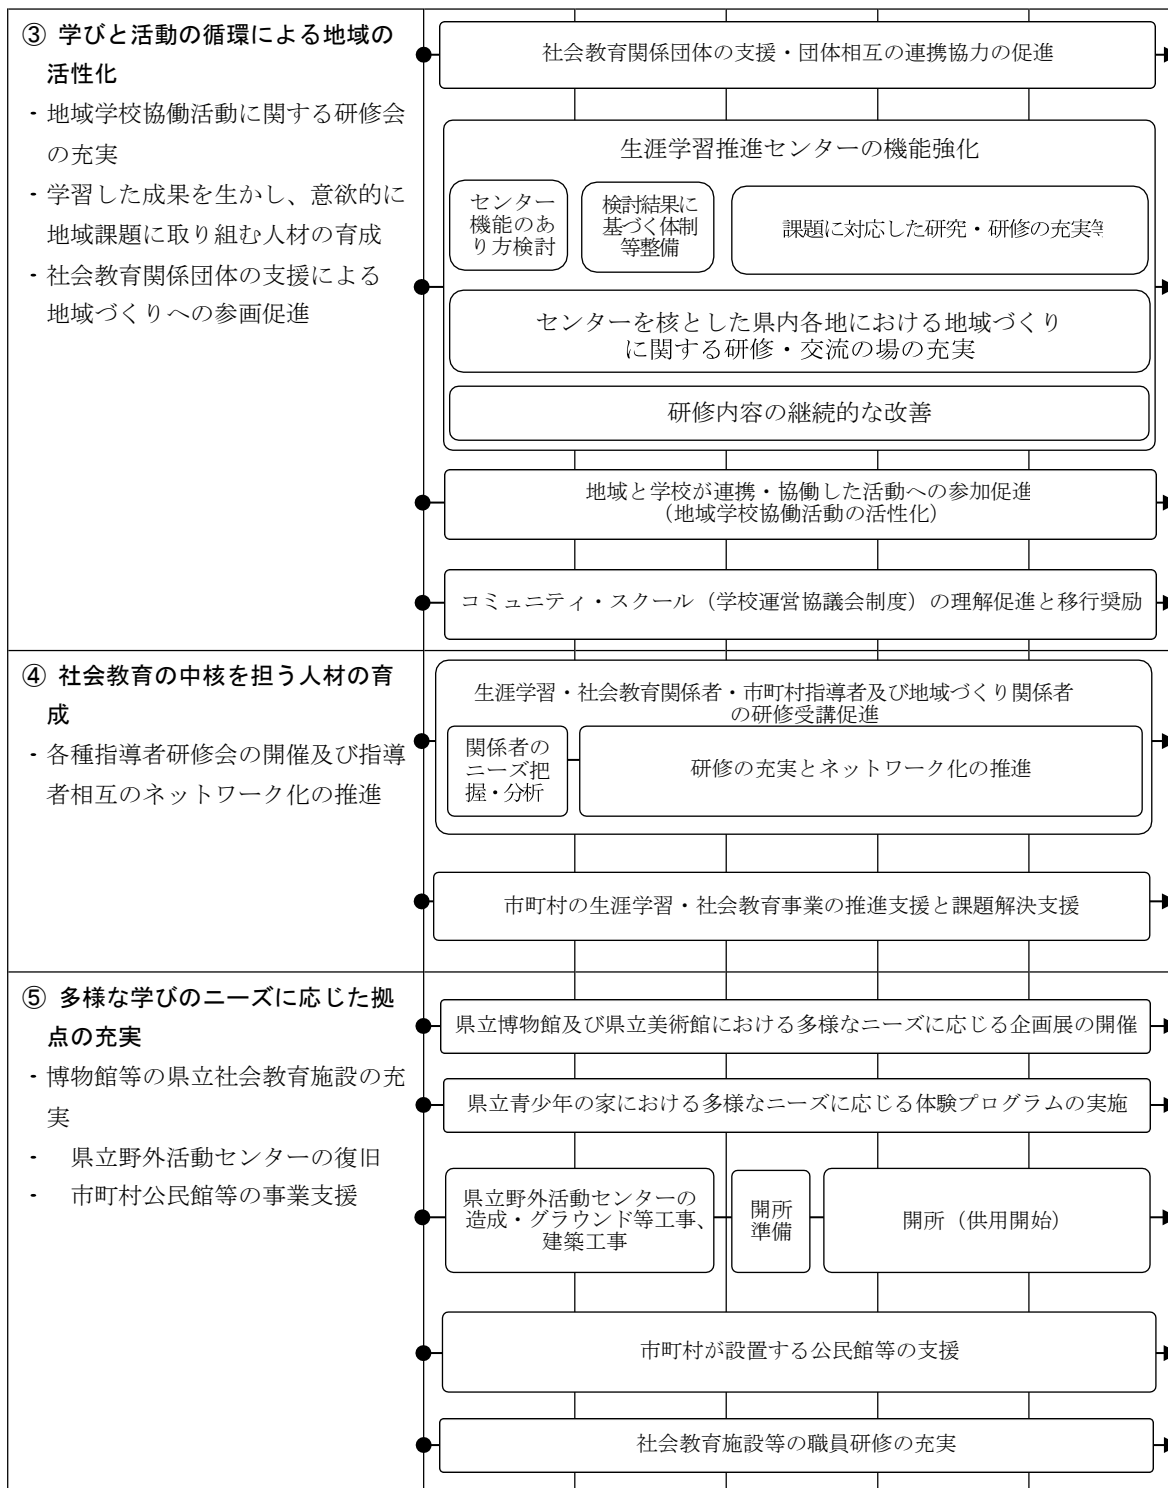 ③ 学びと活動の循環による地域の
活性化
・地域学校協働活動に関する研修会
の充実
・学習した成果を生かし、意欲的に
地域課題に取り組む人材の育成
・社会教育関係団体の支援による
地域づくりへの参画促進
社会教育関係団体の支援・団体相互の連携協力の促進
生涯学習推進センターの機能強化
センター
機能のあ
り方検討
検討結果に
基づく体制
等整備
課題に対応した研究・研修の充実等
センターを核とした県内各地における地域づくり
に関する研修・交流の場の充実
研修内容の継続的な改善
地域と学校が連携・協働した活動への参加促進
（地域学校協働活動の活性化）
コミュニティ・スクール（学校運営協議会制度）の理解促進と移行奨励
④ 社会教育の中核を担う人材の育
成
・各種指導者研修会の開催及び指導
者相互のネットワーク化の推進
生涯学習・社会教育関係者・市町村指導者及び地域づくり関係者
の研修受講促進
関係者の
ニーズ把
握・分析
研修の充実とネットワーク化の推進
市町村の生涯学習・社会教育事業の推進支援と課題解決支援
⑤ 多様な学びのニーズに応じた拠
点の充実
・博物館等の県立社会教育施設の充
実
・ 県立野外活動センターの復旧
・ 市町村公民館等の事業支援
県立博物館及び県立美術館における多様なニーズに応じる企画展の開催
県立青少年の家における多様なニーズに応じる体験プログラムの実施
県立野外活動センターの
造成・グラウンド等工事、
建築工事
開所
準備
開所（供用開始）
市町村が設置する公民館等の支援
社会教育施設等の職員研修の充実